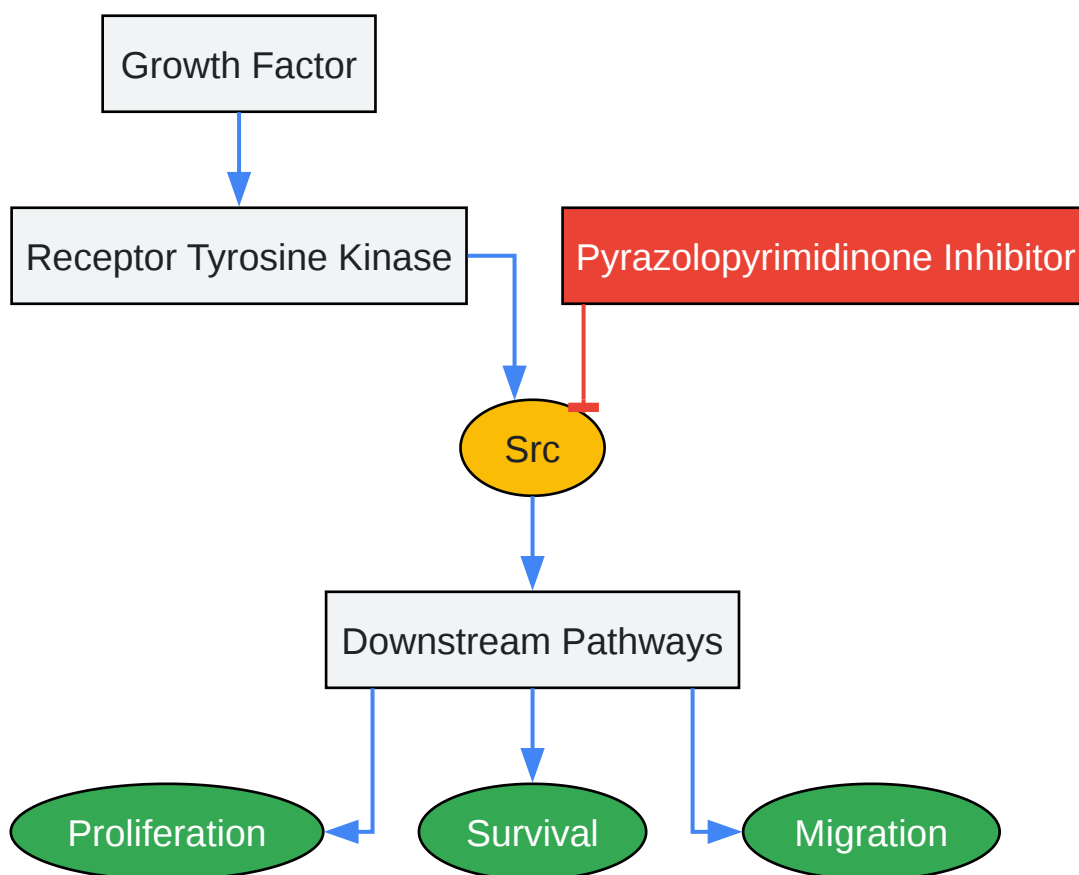 Growth Factor
Receptor Tyrosine Kinase
Pyrazolopyrimidinone Inhibitor
Src
Downstream Pathways
Proliferation
Survival
Migration